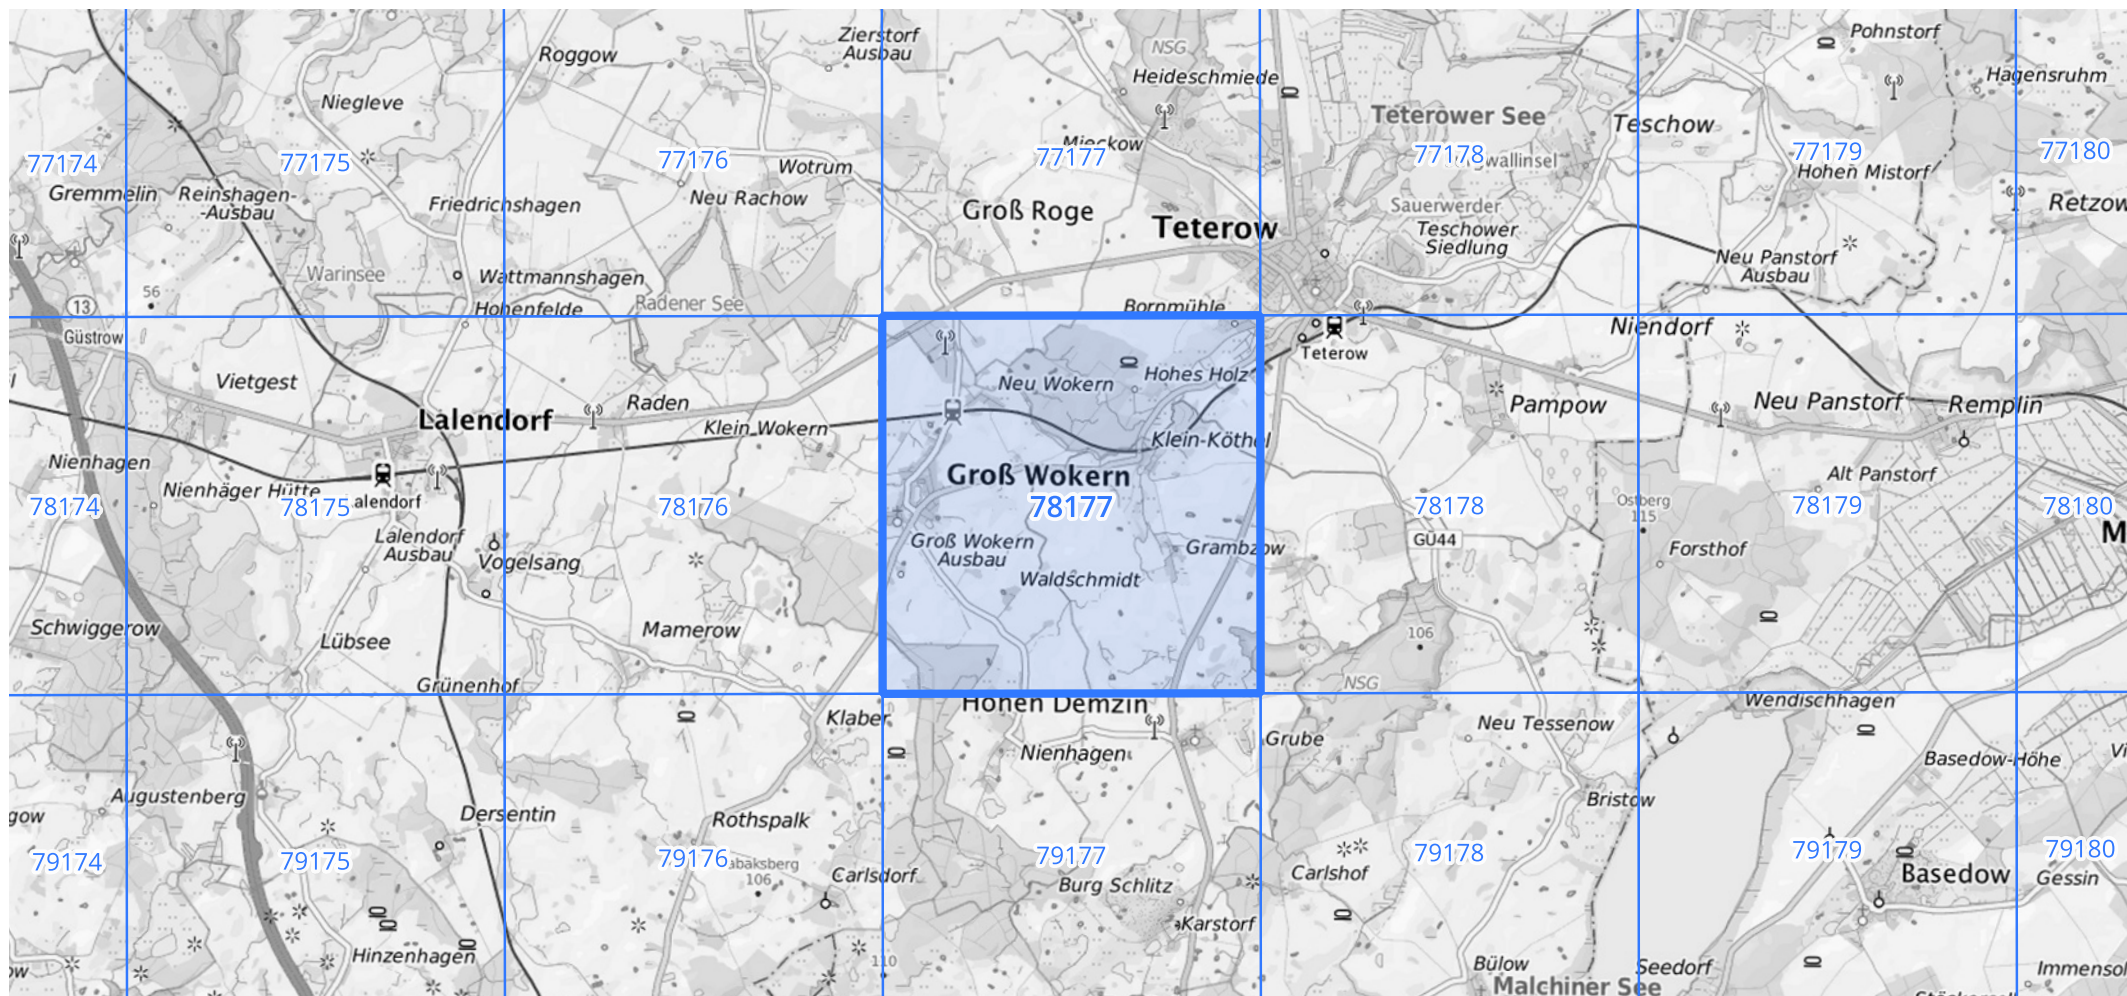 Zierstorf
Ausbau
Roggow
NSG
Heideschmiede
Pohnstorf
Hagensruhm
Niegleve
Teterower See
Teschow
Mieckow
77174
77175
77176
77177
77178
77179
77180
Wotrum
Hohen Mistorf
Gremmelin
Reinshagen-
-Ausbau
Friedrichshagen
Neu Rachow
Groß Roge
Teterow
Sauerwerder
Teschower
Siedlung
Retzow
Warinsee
Wattmannshagen
Radener See
Neu Panstorf
Ausbau
56
13
Hohenfelde
Bornmühle
Güstrow
Niendorf
Teterow
Vietgest
Neu Wokern
Hohes Holz
Lalendorf
Raden
Klein Wokern
Pampow
Neu Panstorf
Remplin
Klein-Köthel
Nienhagen
Nienhäger Hütte
Groß Wokern
Alt Panstorf
78174
78175
78176
78177
78178
78179
78180
Ostberg
115
Lalendorf
Ausbau
Vogelsang
Groß Wokern
Ausbau
Grambzow
GÜ44
Forsthof
Waldschmidt
Schwiggerow
Lübsee
Mamerow
106
Grünenhof
NSG
Hohen Demzin
Wendischhagen
Klaber
Nienhagen
Grube
Neu Tessenow
Basedow-Höhe
Augustenberg
Dersentin
Rothspalk
Bristow
79174
79175
79176
79177
79178
79179
79180
106
Carlsdorf
Burg Schlitz
Carlshof
Basedow
Gessin
Karstorf
Hinzenhagen
110
Bülow
Seedorf
Malchiner See